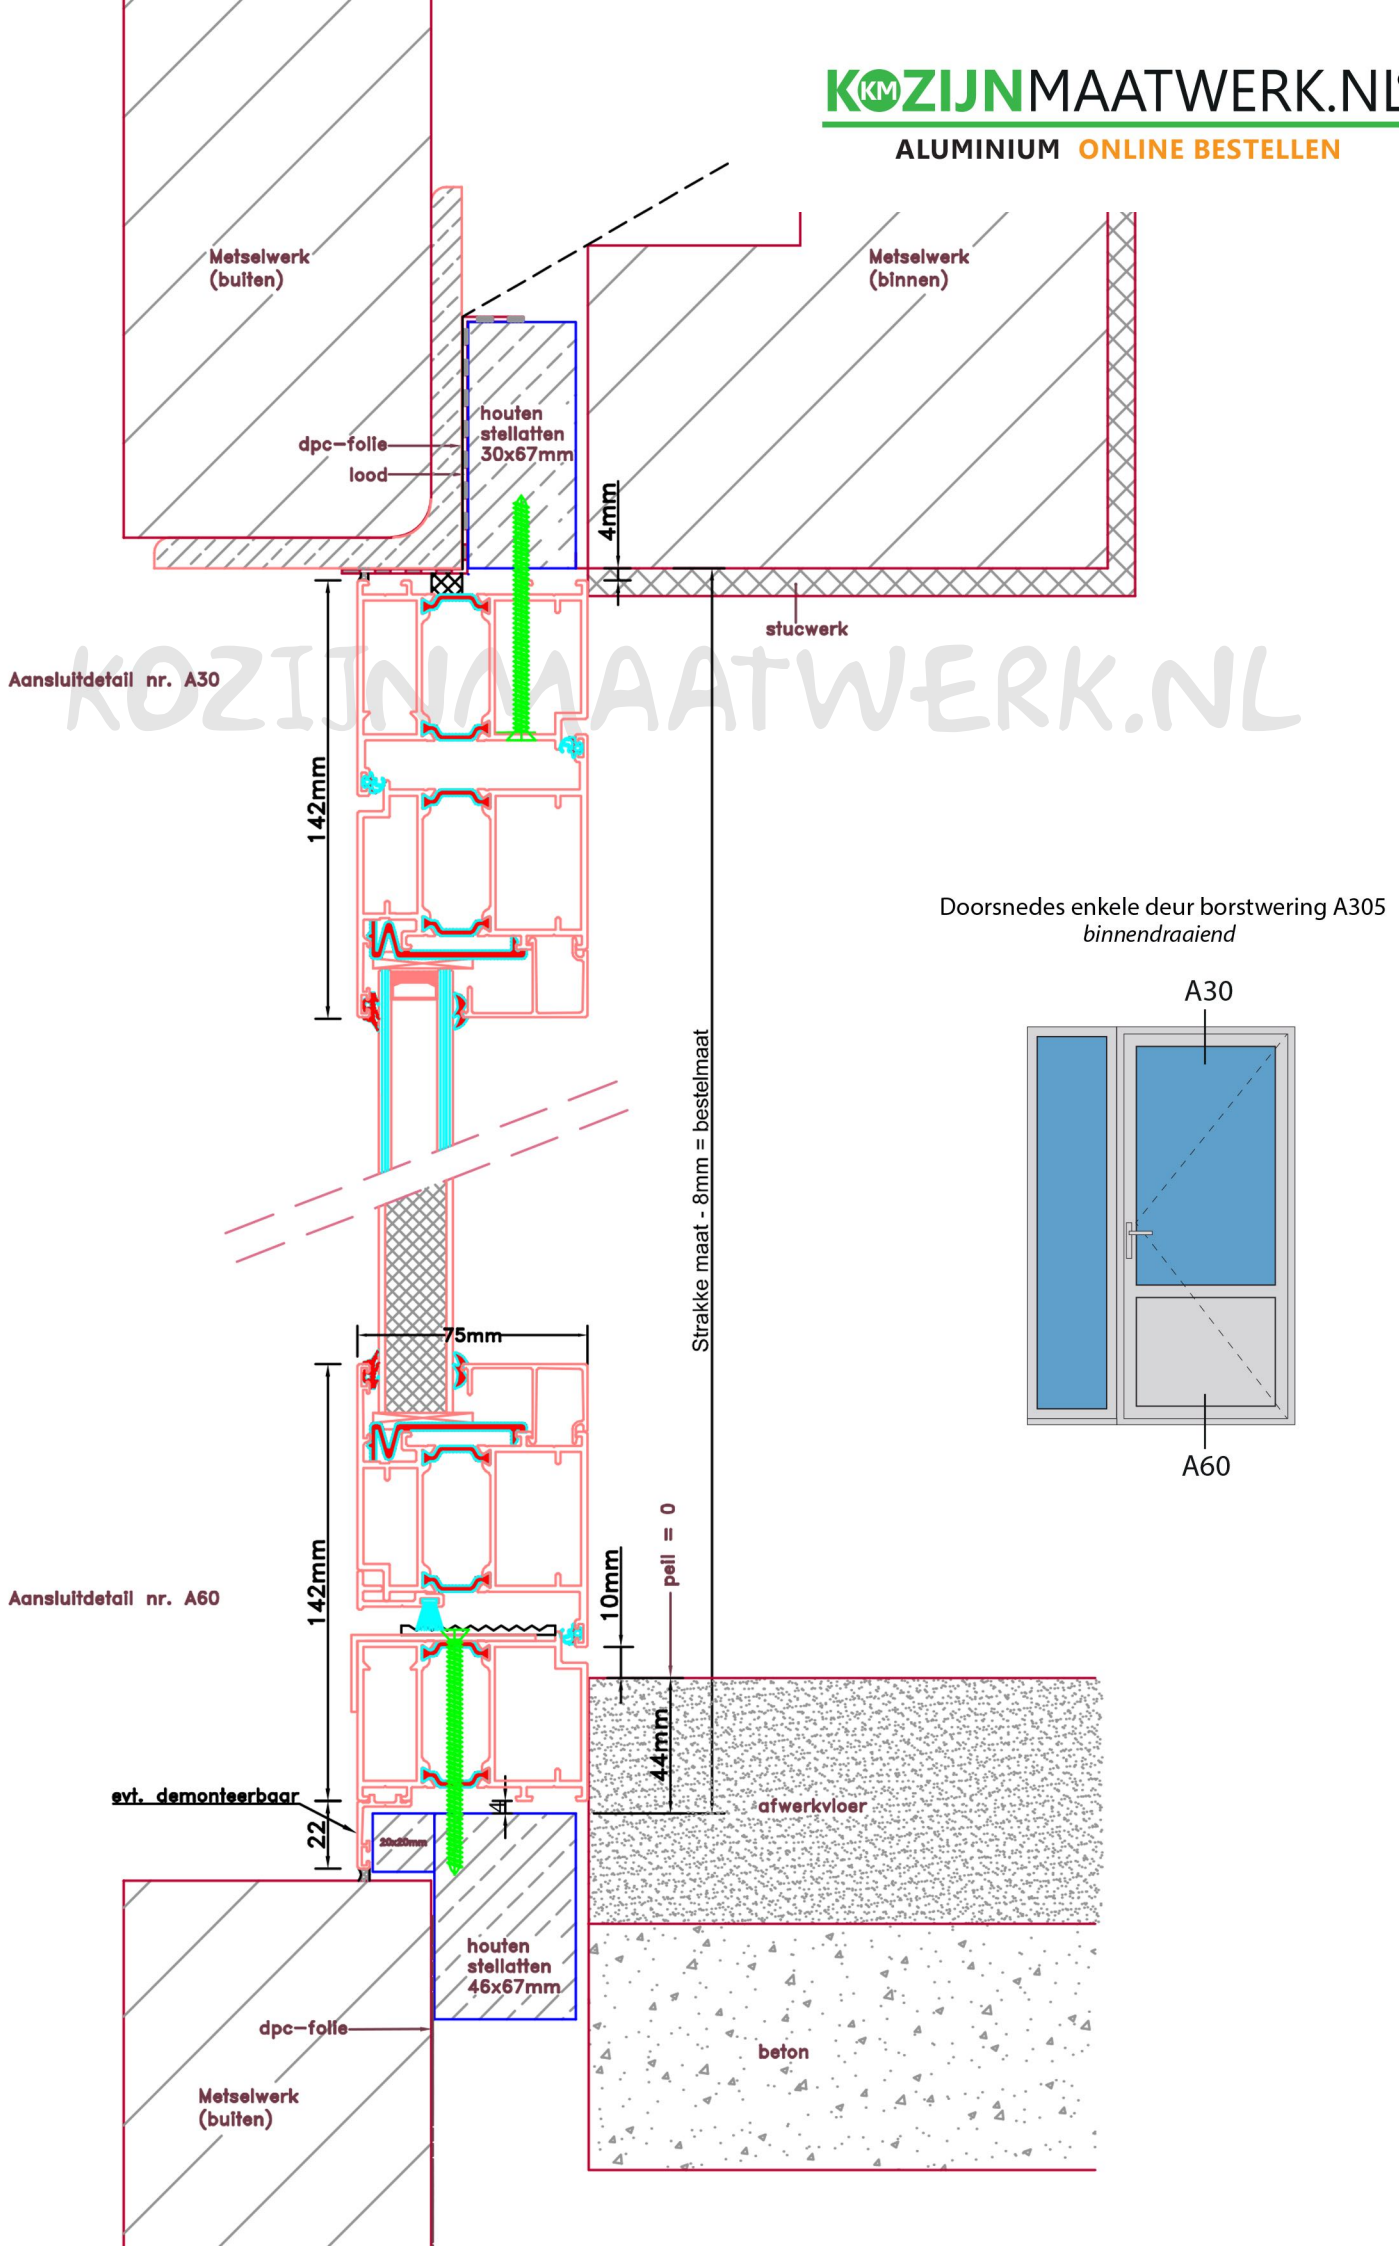 KOZIJNMAATWERK.NL
KM
ALUMINIUM ONLINE BESTELLEN
Metselwerk
(buiten)
Metselwerk
(binnen)
houten
stellatten
30x67mm
dpc-folie
lood
4mm
stucwerk
KOZIJNMAATWERK.NL
Aansluitdetail nr. A30
142mm
Doorsnedes enkele deur borstwering A305
binnendraaiend
A30
Strakke maat - 8mm = bestelmaat
75mm
A60
peil = 0
10mm
142mm
Aansluitdetail nr. A60
44mm
evt. demonteerbaar
4
afwerkvloer
22
20x20mm
houten
stellatten
46x67mm
dpc-folie
beton
Metselwerk
(buiten)